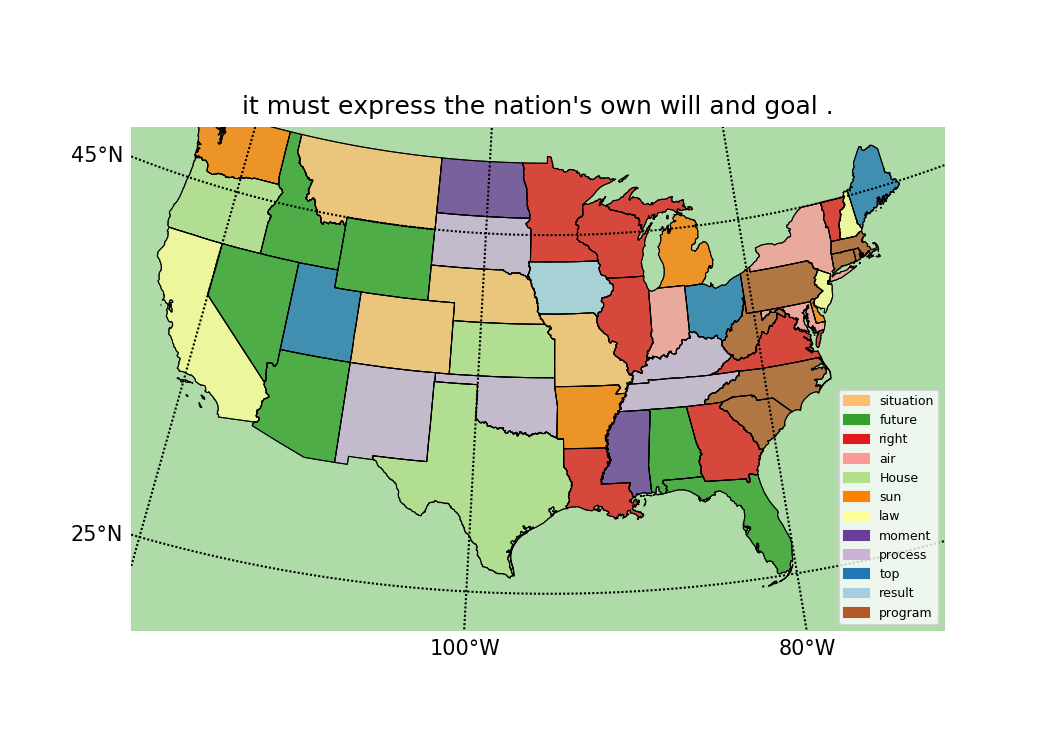 it must express the nation's own will and goal .
45°N
25°N
100°W
80°W
situation
future
right
air
House
sun
law
moment
process
top
result
program